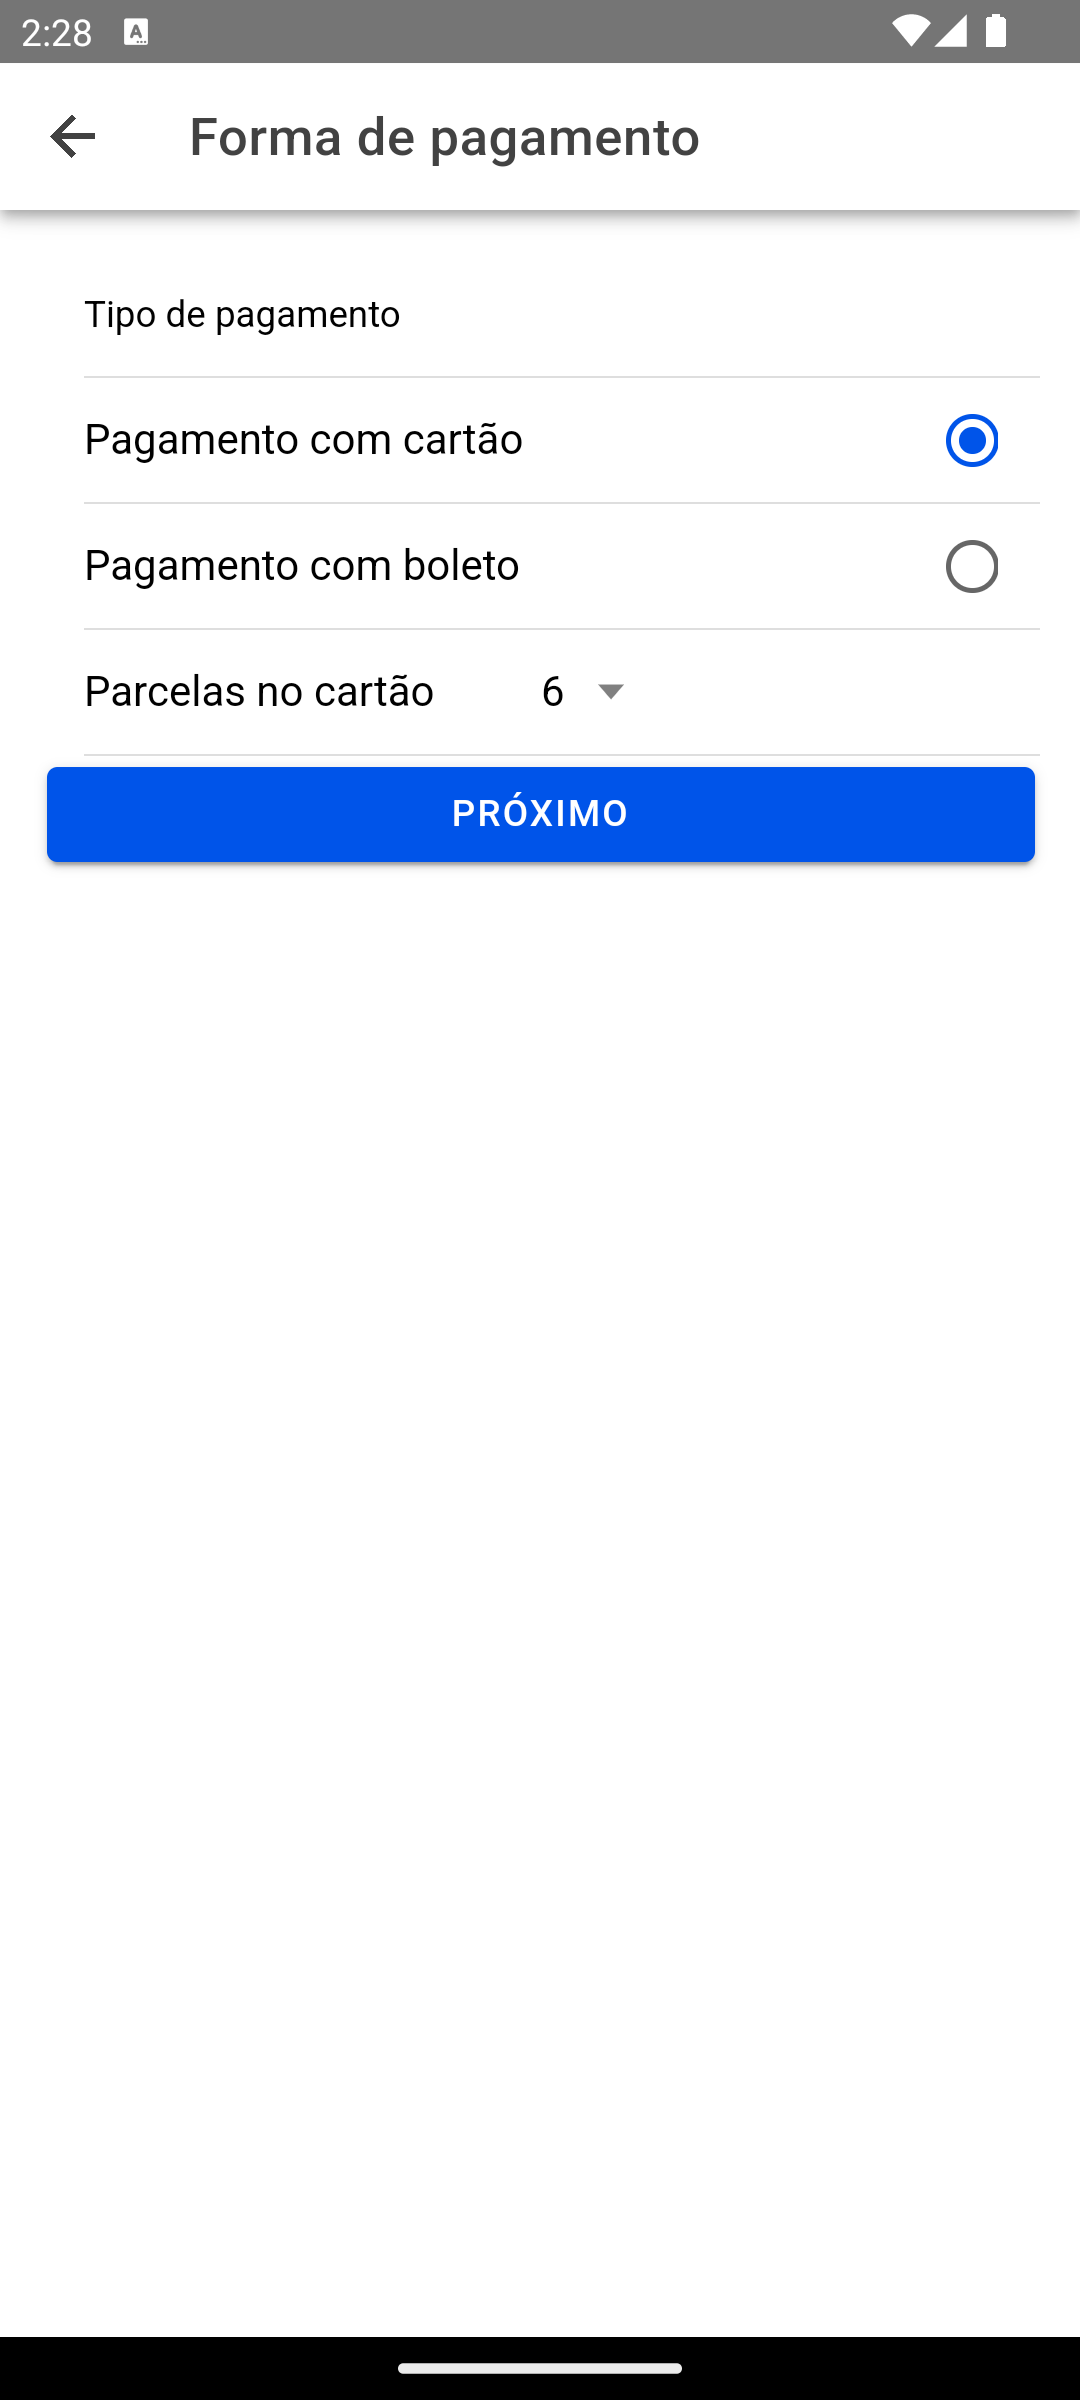 2:28
Forma de pagamento
Tipo de pagamento
Pagamento com cartão
Pagamento com boleto
Parcelas no cartão 6
PRÓXIMO